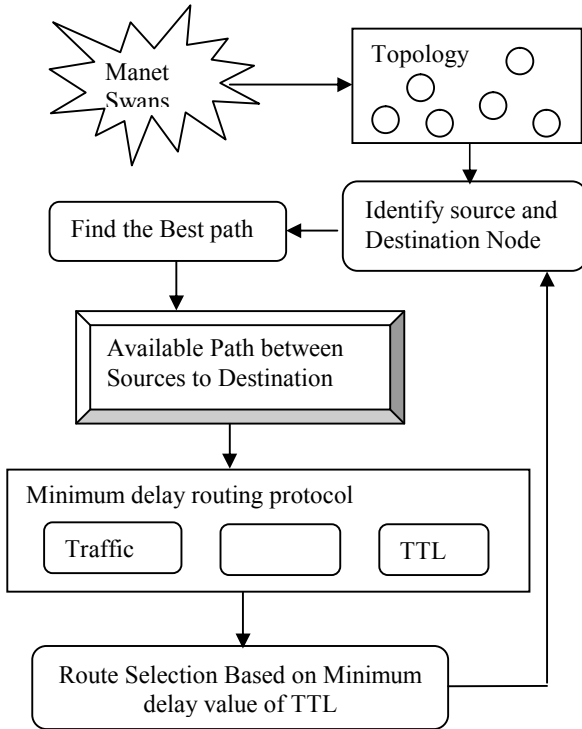 Manet
Swans
Topology
Identify source and
Destination Node
Find the Best path
Available Path between
Sources to Destination
Minimum delay routing protocol
Traffic
TTL
Route Selection Based on Minimum
delay value of TTL